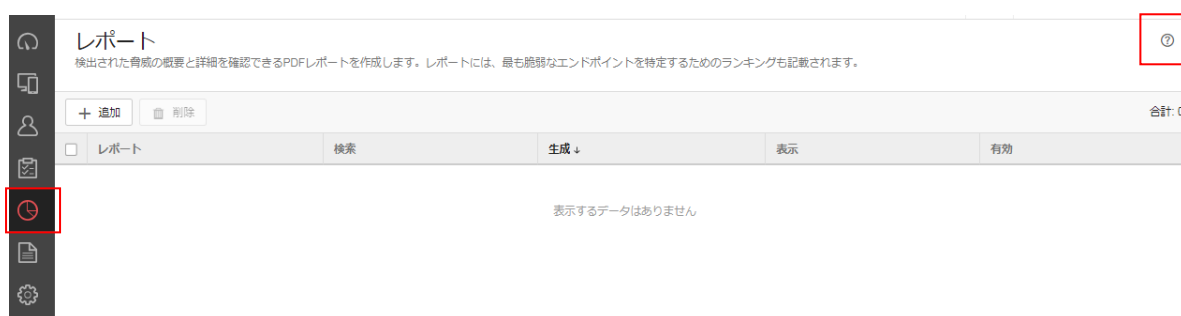 レポート
検出された脅威の概要と詳細を確認できるPDFレポートを作成します。レポートには、最も脆弱なエンドポイントを特定するためのランキングも記載されます。
＋ 追加 削除 合計: 0
レポート 検索 生成↓ 表示 有効
表示するデータはありません